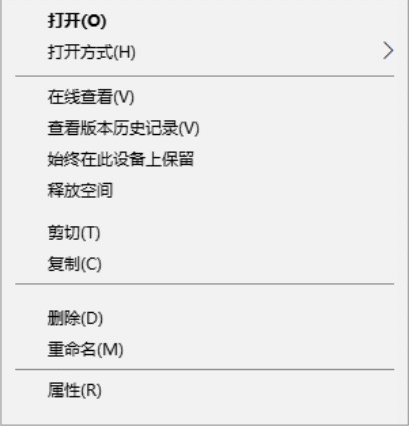 打开(O)
打开方式(H)
在线查看(V)
查看版本历史记录(V)
始终在此设备上保留
释放空间
剪切(T)
复制(C)
删除(D)
重命名(M)
属性(R)